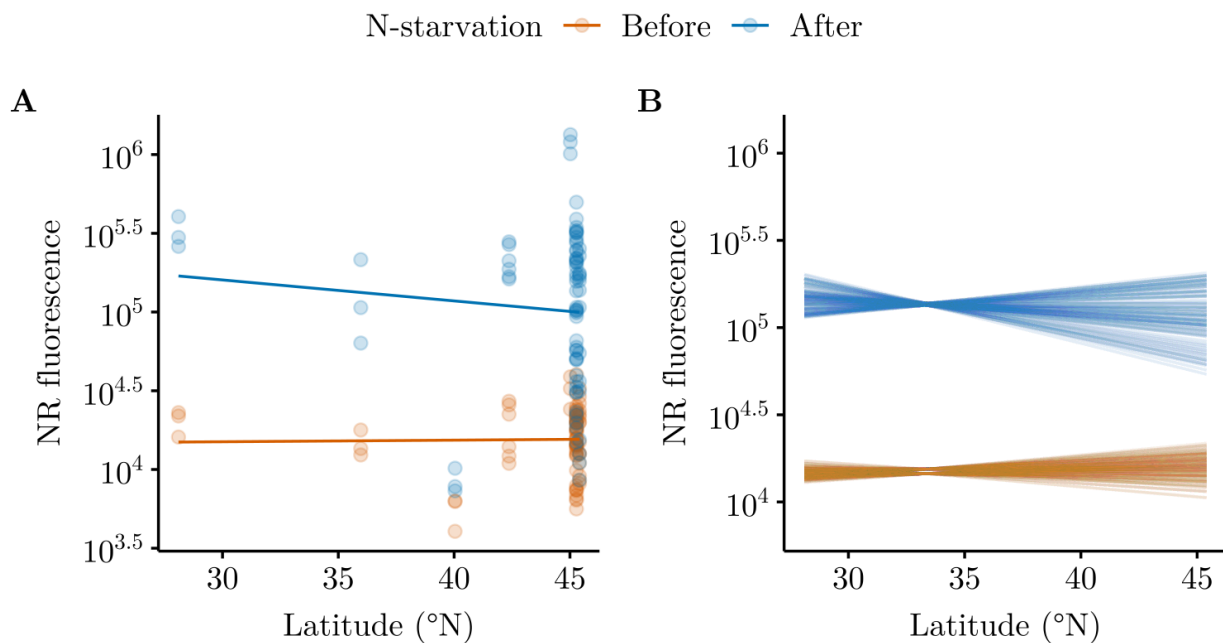 N-starvation Before After
A
B
NR fluorescence
10^6
10^5.5
10^5
10^4.5
10^4
10^3.5
30 35 40 45
Latitude (°N)
NR fluorescence
10^6
10^5.5
10^5
10^4.5
10^4
30 35 40 45
Latitude (°N)